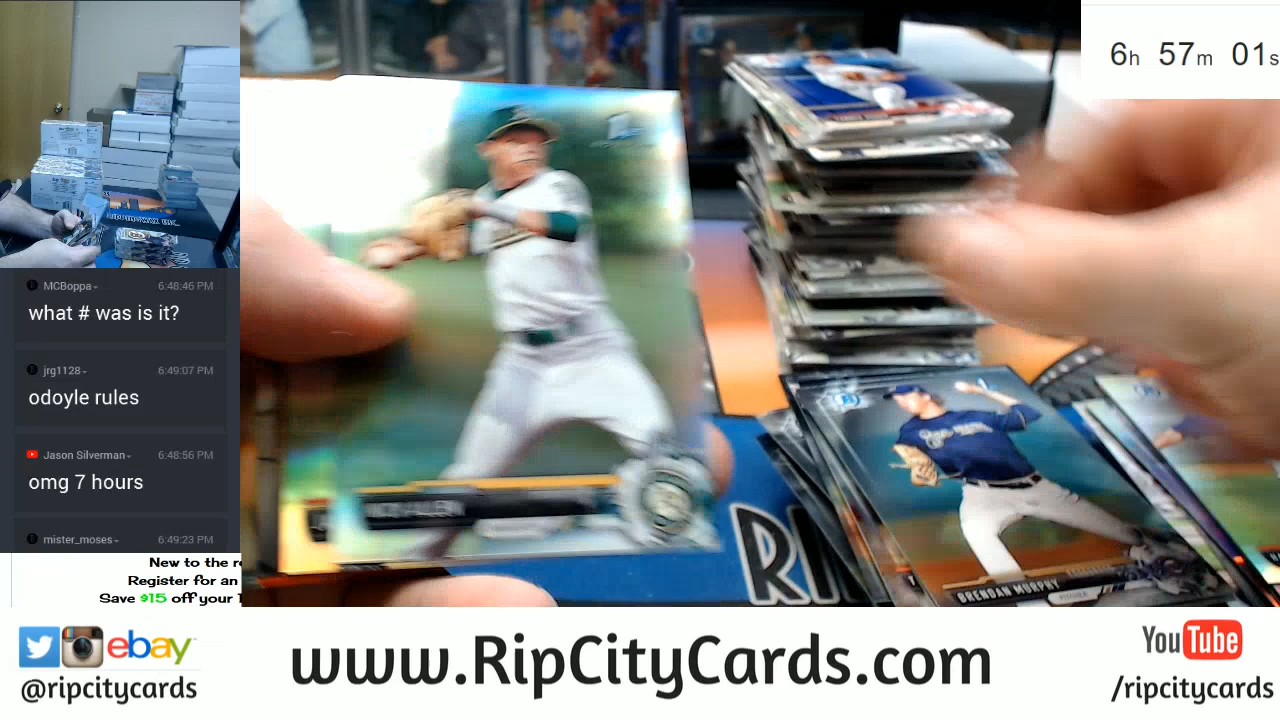 6h 57m 01s
MCBoppa
6:48:46 PM
what # was is it?
jrg1128
6:49:07 PM
odoyle rules
Jason Silverman
6:48:56 PM
omg 7 hours
mister_moses
6:49:23 PM
New to the
Register for an
Save $15 off your
BRENDAN MURPHY
PITCHER
ebay
@ripcitycards
www.RipCityCards.com
YouTube
/ripcitycards